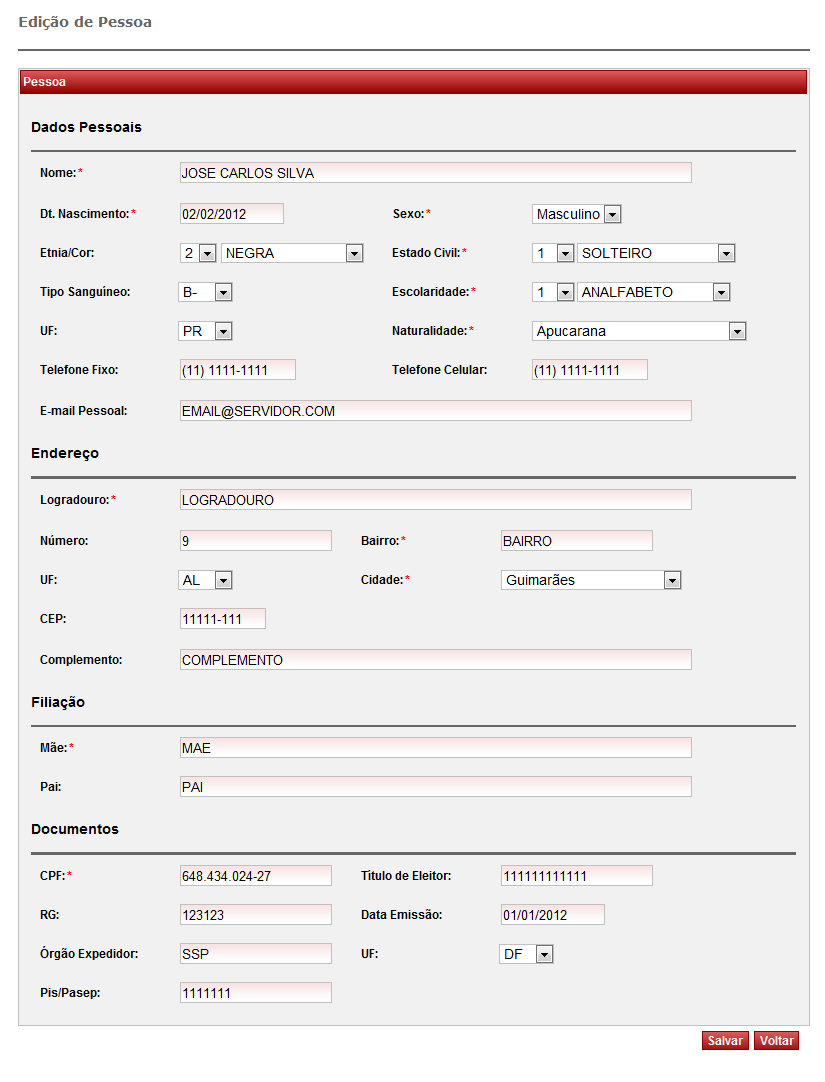 Edição de Pessoa
Pessoa
Dados Pessoais
Nome:* JOSE CARLOS SILVA
Dt. Nascimento:* 02/02/2012 Sexo:* Masculino
Etnia/Cor: 2 NEGRA Estado Civil:* 1 SOLTEIRO
Tipo Sanguíneo: B- Escolaridade:* 1 ANALFABETO
UF: PR Naturalidade:* Apucarana
Telefone Fixo: (11) 1111-1111 Telefone Celular: (11) 1111-1111
E-mail Pessoal: EMAIL@SERVIDOR.COM
Endereço
Logradouro:* LOGRADOURO
Número: 9 Bairro:* BAIRRO
UF: AL Cidade:* Guimarães
CEP: 11111-111
Complemento: COMPLEMENTO
Filiação
Mãe:* MAE
Pai: PAI
Documentos
CPF:* 648.434.024-27 Título de Eleitor: 111111111111
RG: 123123 Data Emissão: 01/01/2012
Órgão Expedidor: SSP UF: DF
Pis/Pasep: 1111111
Salvar Voltar